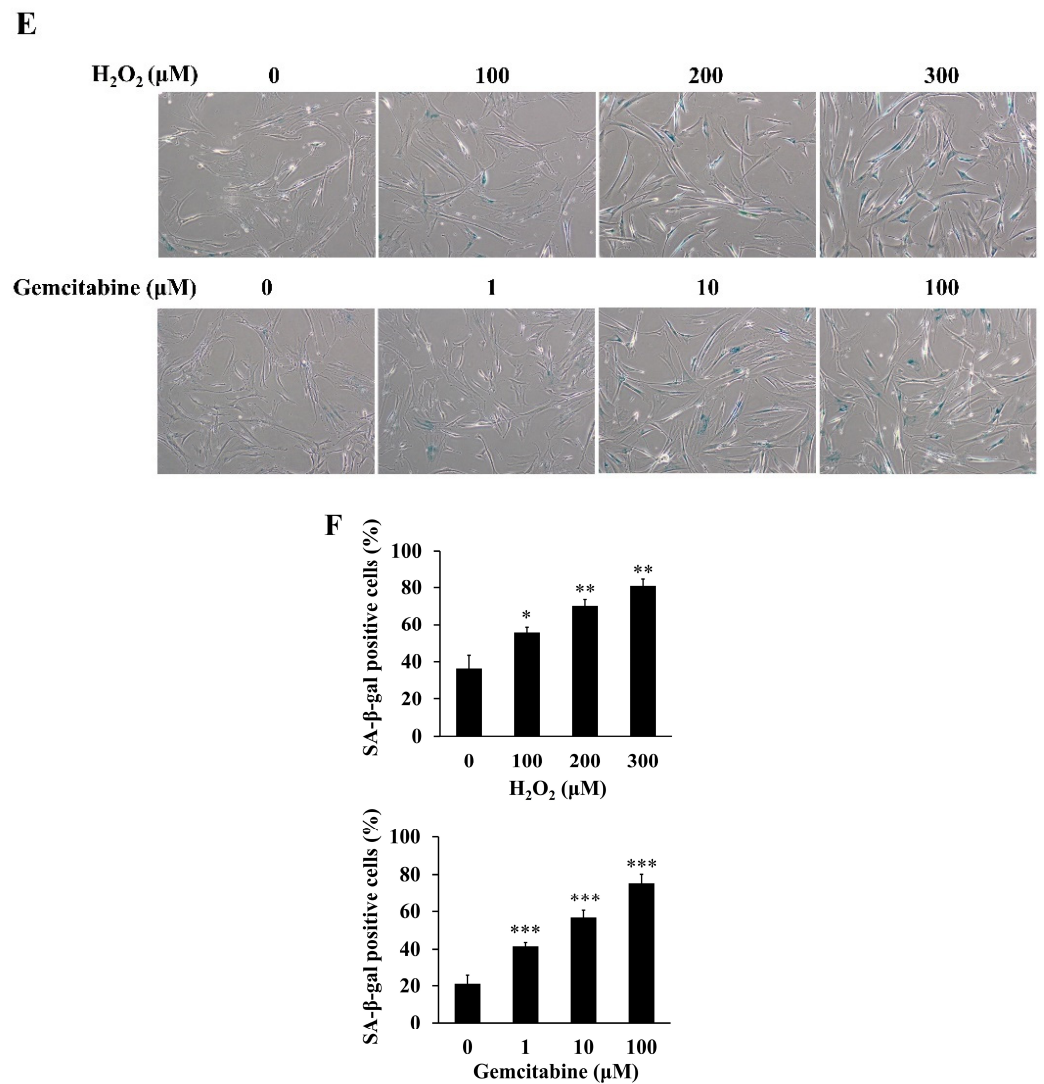 E
H₂O₂ (μM) 0 100 200 300
Gemcitabine (μM) 0 1 10 100
F
SA-β-gal positive cells (%)
100
80
60
40
20
0
*
**
**
0 100 200 300
H₂O₂ (μM)
SA-β-gal positive cells (%)
100
80
60
40
20
0
***
***
***
0 1 10 100
Gemcitabine (μM)